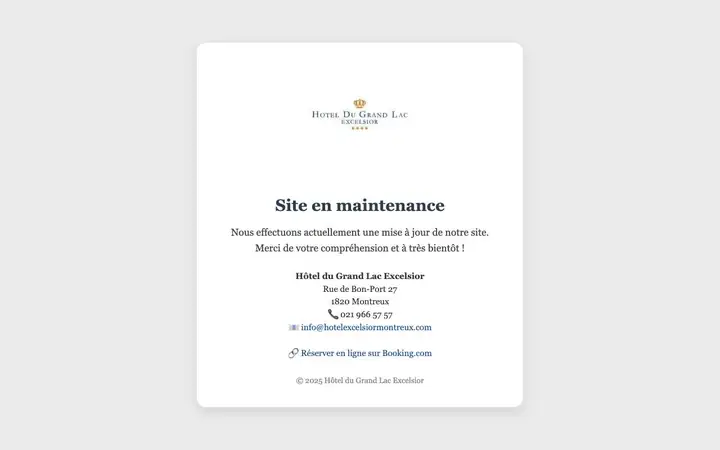 Hotel Du Grand Lac
EXCELSIOR
Site en maintenance
Nous effectuons actuellement une mise à jour de notre site.
Merci de votre compréhension et à très bientôt !
Hôtel du Grand Lac Excelsior
Rue de Bon-Port 27
1820 Montreux
📞 021 966 57 57
📧 info@hotelexcelsiormontreux.com
🔗 Réserver en ligne sur Booking.com
© 2025 Hôtel du Grand Lac Excelsior